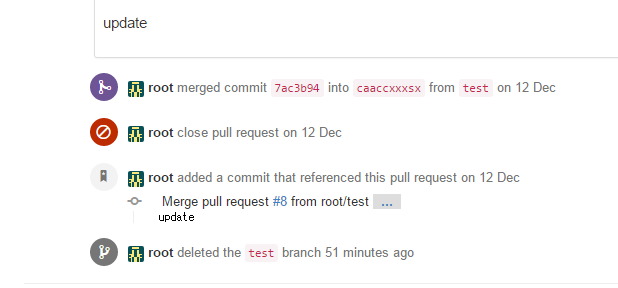 update
root merged commit 7ac3b94 into caaccxxxsx from test on 12 Dec
root close pull request on 12 Dec
root added a commit that referenced this pull request on 12 Dec
Merge pull request #8 from root/test ...
update
root deleted the test branch 51 minutes ago